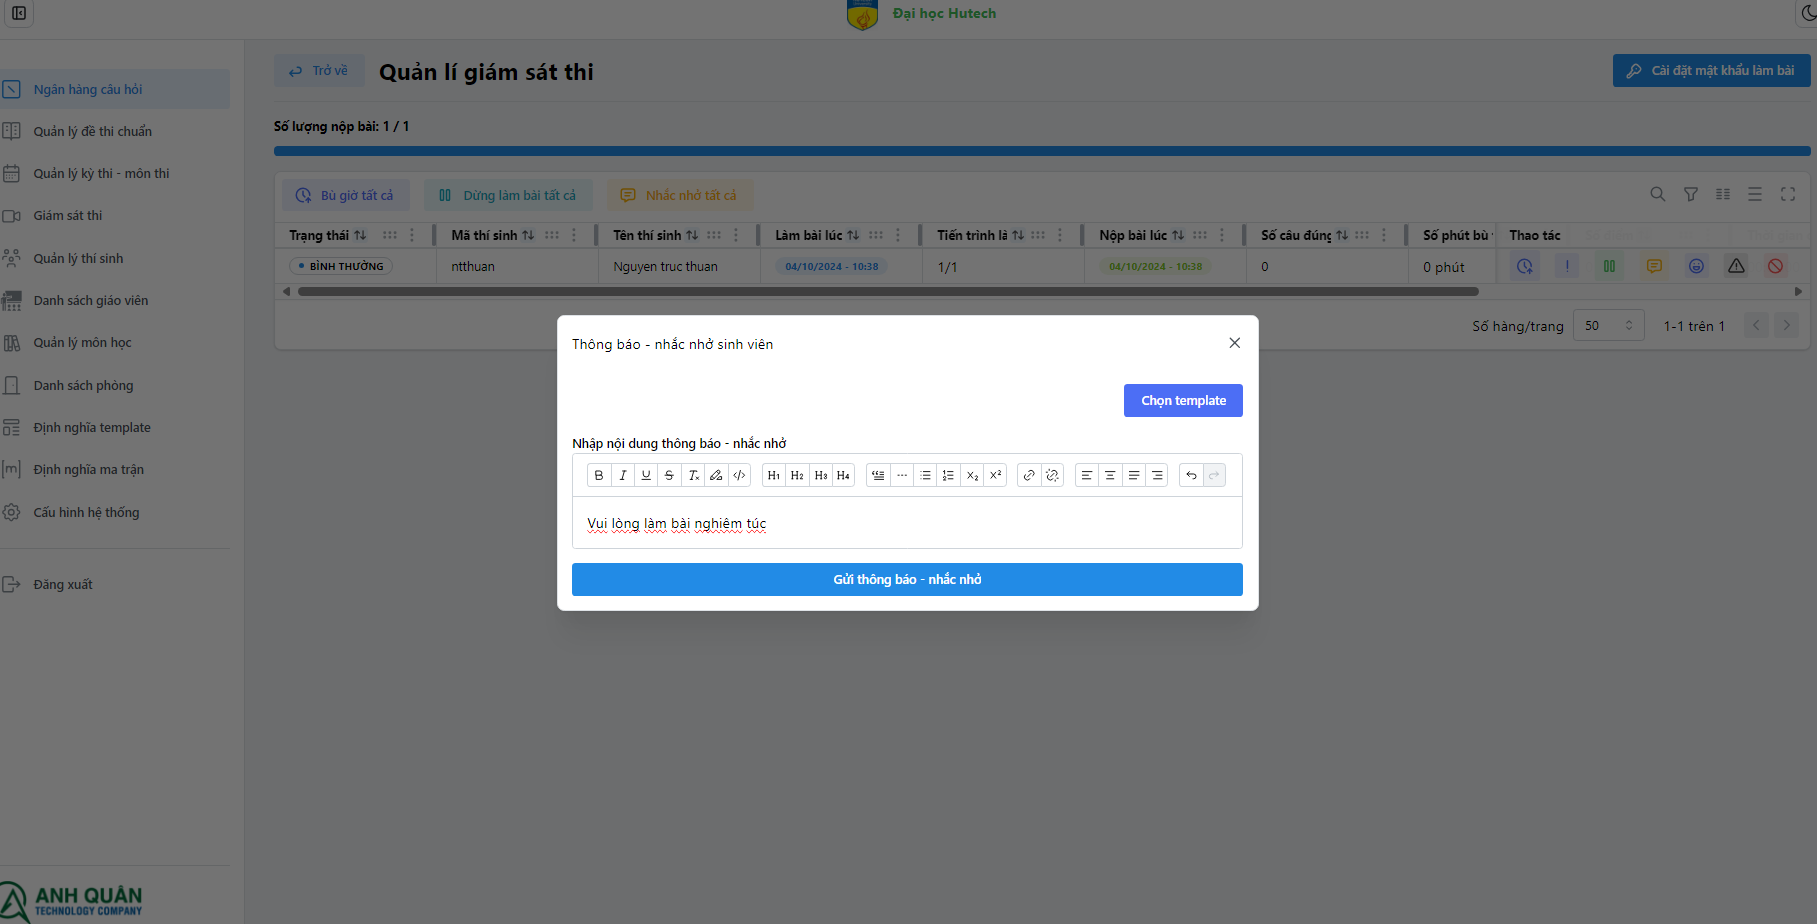 Đại học Hutech
Ngân hàng câu hỏi
Quản lý đề thi chuẩn
Quản lý kỳ thi - môn thi
Giám sát thi
Quản lý thí sinh
Danh sách giáo viên
Quản lý môn học
Danh sách phòng
Định nghĩa template
Định nghĩa ma trận
Cấu hình hệ thống
Đăng xuất
ANH QUÂN
TECHNOLOGY COMPANY
Trở về
Quản lí giám sát thi
Cài đặt mật khẩu làm bài
Số lượng nộp bài: 1 / 1
Bù giờ tất cả
Dừng làm bài tất cả
Nhắc nhở tất cả
Trạng thái Mã thí sinh Tên thí sinh Làm bài lúc Tiến trình là Nộp bài lúc Số câu đúng Số phút bù Thao tác
BÌNH THƯỜNG ntthuan Nguyen truc thuan 04/10/2024 - 10:38 1/1 04/10/2024 - 10:38 0 0 phút
Số hàng/trang 50 1-1 trên 1
Thông báo - nhắc nhở sinh viên
Chọn template
Nhập nội dung thông báo - nhắc nhở
B I U S Tx </> H1 H2 H3 H4 X2 X2
Vui lòng làm bài nghiêm túc
Gửi thông báo - nhắc nhở